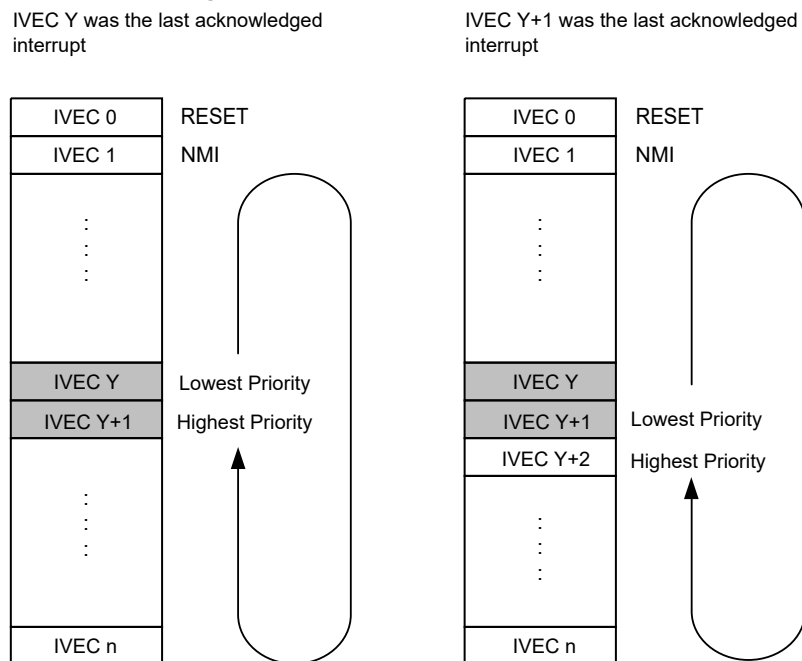 IVEC Y was the last acknowledged
interrupt
IVEC 0 RESET
IVEC 1 NMI
IVEC Y Lowest Priority
IVEC Y+1 Highest Priority
IVEC n
IVEC Y+1 was the last acknowledged
interrupt
IVEC 0 RESET
IVEC 1 NMI
IVEC Y
IVEC Y+1 Lowest Priority
IVEC Y+2 Highest Priority
IVEC n